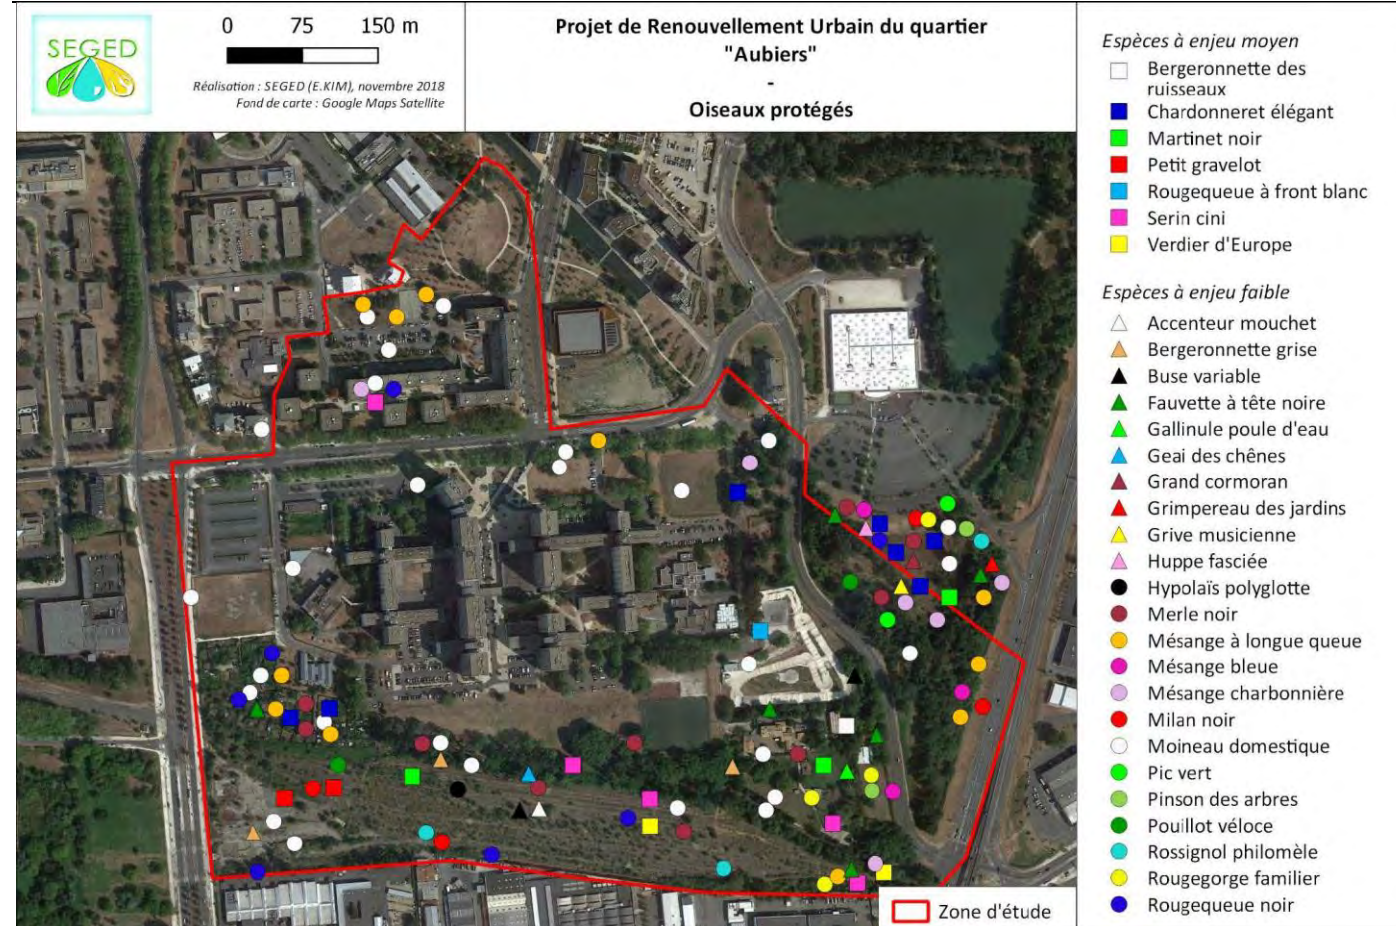 SEGED
0 75 150 m
Réalisation : SEGED (E.KIM), novembre 2018
Fond de carte : Google Maps Satellite
Projet de Renouvellement Urbain du quartier
"Aubiers"
-
Oiseaux protégés
Espèces à enjeu moyen
Bergeronnette des
ruisseaux
Chardonneret élégant
Martinet noir
Petit gravelot
Rougequeue à front blanc
Serin cini
Verdier d'Europe
Espèces à enjeu faible
Accenteur mouchet
Bergeronnette grise
Buse variable
Fauvette à tête noire
Gallinule poule d'eau
Geai des chênes
Grand cormoran
Grimpereau des jardins
Grive musicienne
Huppe fasciée
Hypolaïs polyglotte
Merle noir
Mésange à longue queue
Mésange bleue
Mésange charbonnière
Milan noir
Moineau domestique
Pic vert
Pinson des arbres
Pouillot véloce
Rossignol philomèle
Rougegorge familier
Rougequeue noir
Zone d'étude